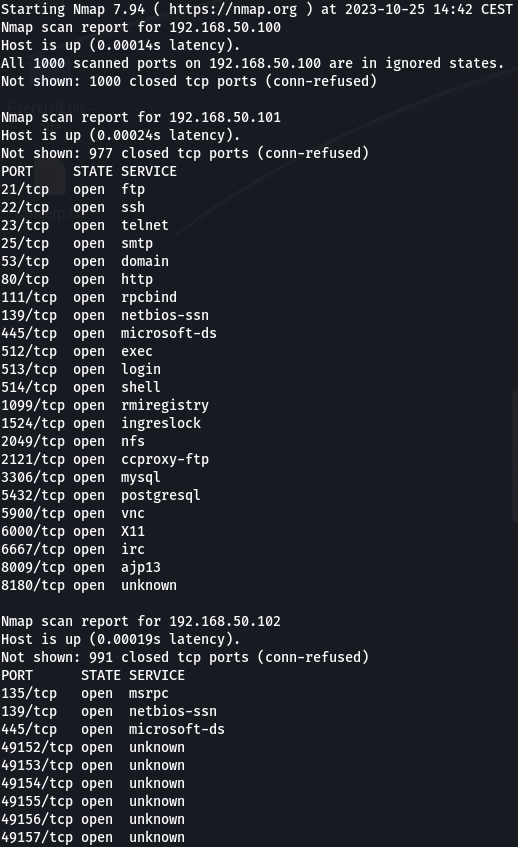 Starting Nmap 7.94 ( https://nmap.org ) at 2023-10-25 14:42 CEST
Nmap scan report for 192.168.50.100
Host is up (0.00014s latency).
All 1000 scanned ports on 192.168.50.100 are in ignored states.
Not shown: 1000 closed tcp ports (conn-refused)

Nmap scan report for 192.168.50.101
Host is up (0.00024s latency).
Not shown: 977 closed tcp ports (conn-refused)
PORT     STATE SERVICE
21/tcp   open  ftp
22/tcp   open  ssh
23/tcp   open  telnet
25/tcp   open  smtp
53/tcp   open  domain
80/tcp   open  http
111/tcp  open  rpcbind
139/tcp  open  netbios-ssn
445/tcp  open  microsoft-ds
512/tcp  open  exec
513/tcp  open  login
514/tcp  open  shell
1099/tcp open  rmiregistry
1524/tcp open  ingreslock
2049/tcp open  nfs
2121/tcp open  ccproxy-ftp
3306/tcp open  mysql
5432/tcp open  postgresql
5900/tcp open  vnc
6000/tcp open  X11
6667/tcp open  irc
8009/tcp open  ajp13
8180/tcp open  unknown

Nmap scan report for 192.168.50.102
Host is up (0.00019s latency).
Not shown: 991 closed tcp ports (conn-refused)
PORT      STATE SERVICE
135/tcp   open  msrpc
139/tcp   open  netbios-ssn
445/tcp   open  microsoft-ds
49152/tcp open  unknown
49153/tcp open  unknown
49154/tcp open  unknown
49155/tcp open  unknown
49156/tcp open  unknown
49157/tcp open  unknown